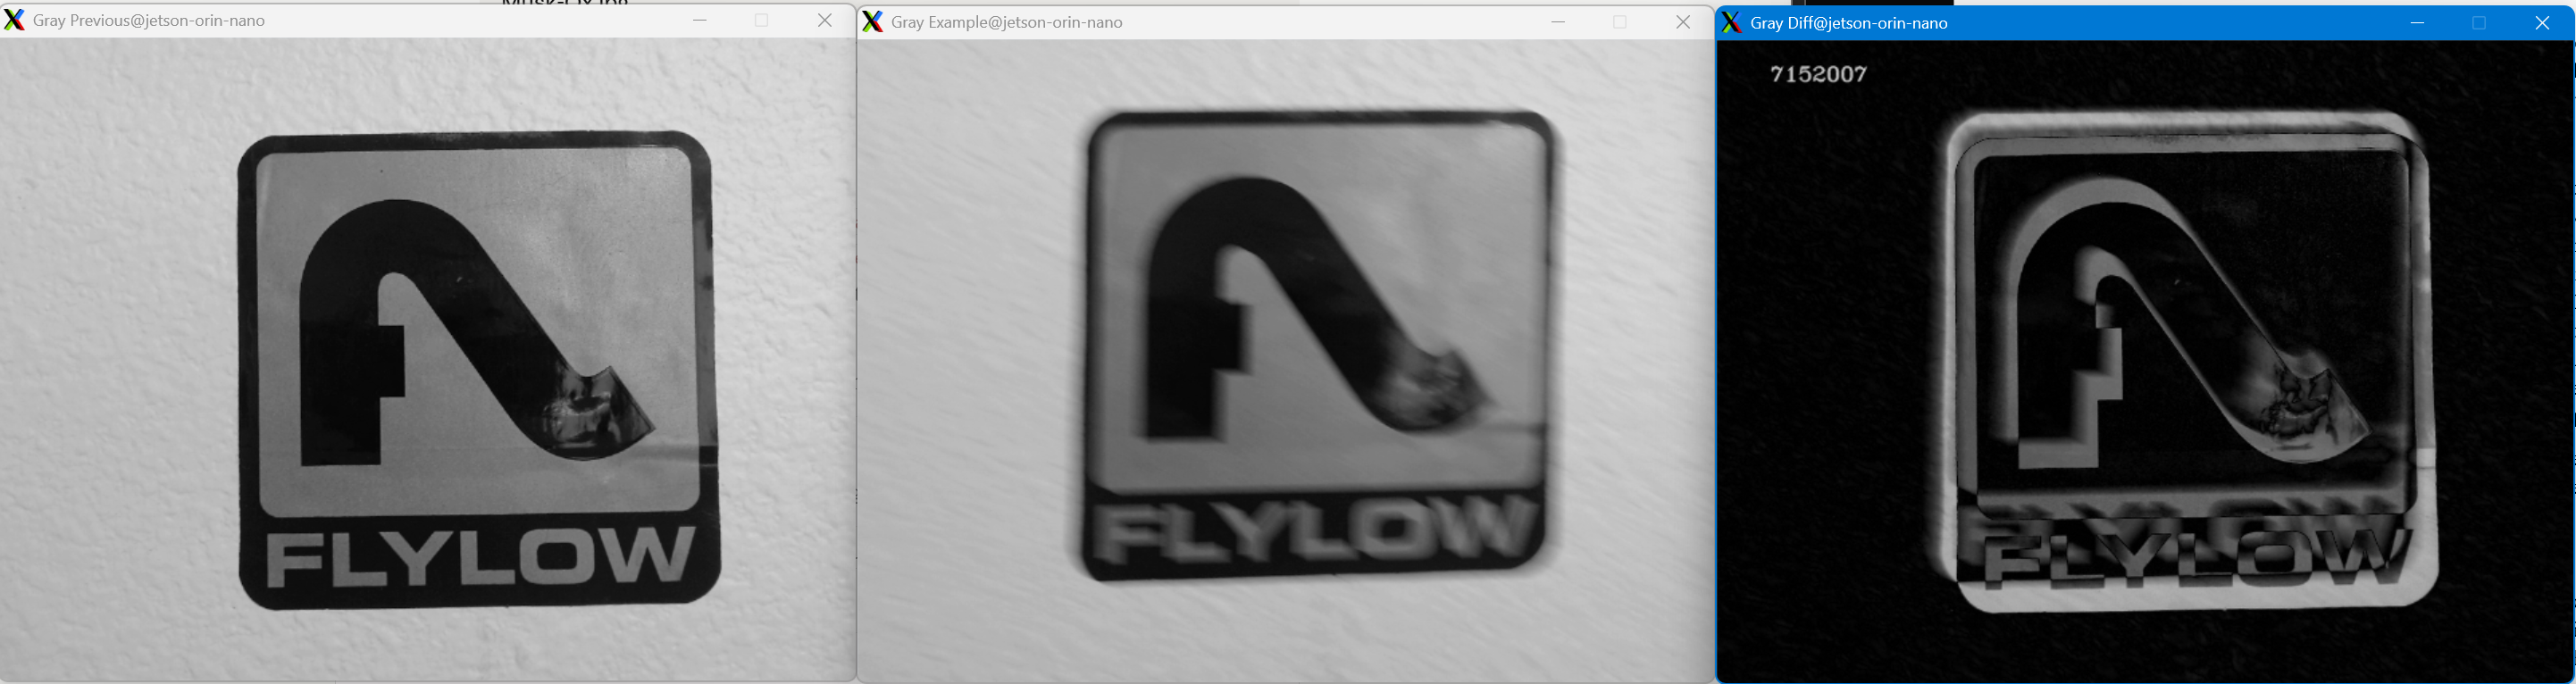 Gray Previous@jetson-orin-nano
FLYLOW
Gray Example@jetson-orin-nano
FLYLOW
Gray Diff@jetson-orin-nano
7152007
FLYLOW